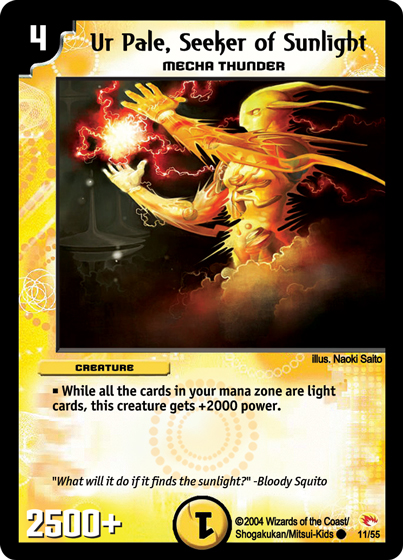 4
Ur Pale, Seeker of Sunlight
MECHA THUNDER
illus. Naoki Saito
CREATURE
▪ While all the cards in your mana zone are light
cards, this creature gets +2000 power.
"What will it do if it finds the sunlight?" -Bloody Squito
2500+
1
©2004 Wizards of the Coast/
Shogakukan/Mitsui-Kids ● 11/55